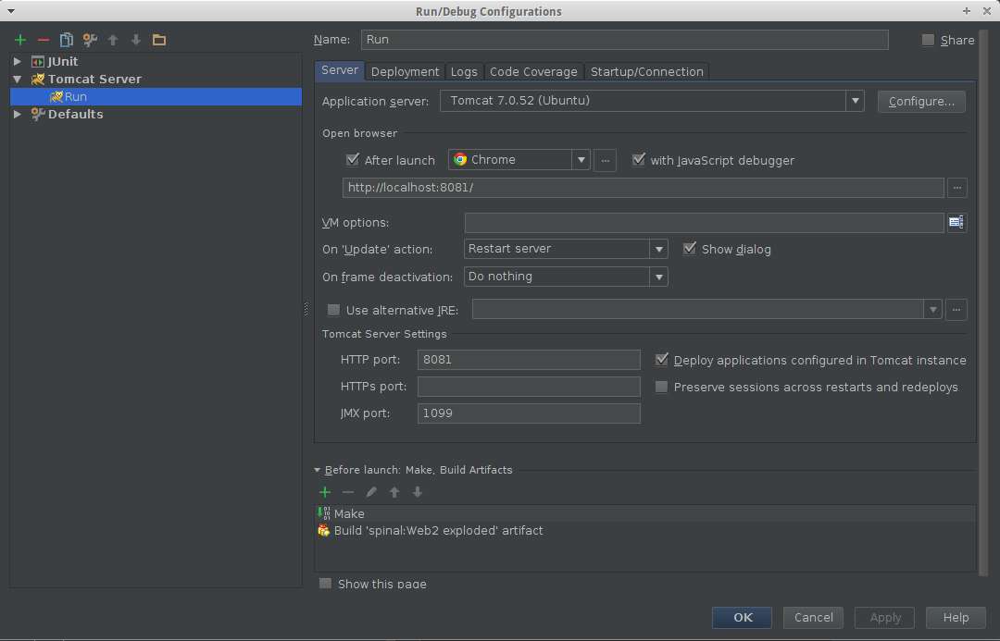 Run/Debug Configurations
Name: Run Share
JUnit
Tomcat Server
Run
Defaults
Server Deployment Logs Code Coverage Startup/Connection
Application server: Tomcat 7.0.52 (Ubuntu) Configure...
Open browser
After launch Chrome ... with JavaScript debugger
http://localhost:8081/ ...
VM options:
On 'Update' action: Restart server Show dialog
On frame deactivation: Do nothing
Use alternative JRE: ...
Tomcat Server Settings
HTTP port: 8081 Deploy applications configured in Tomcat instance
HTTPs port: Preserve sessions across restarts and redeploys
JMX port: 1099
Before launch: Make, Build Artifacts
Make
Build 'spinal:Web2 exploded' artifact
Show this page
OK Cancel Apply Help